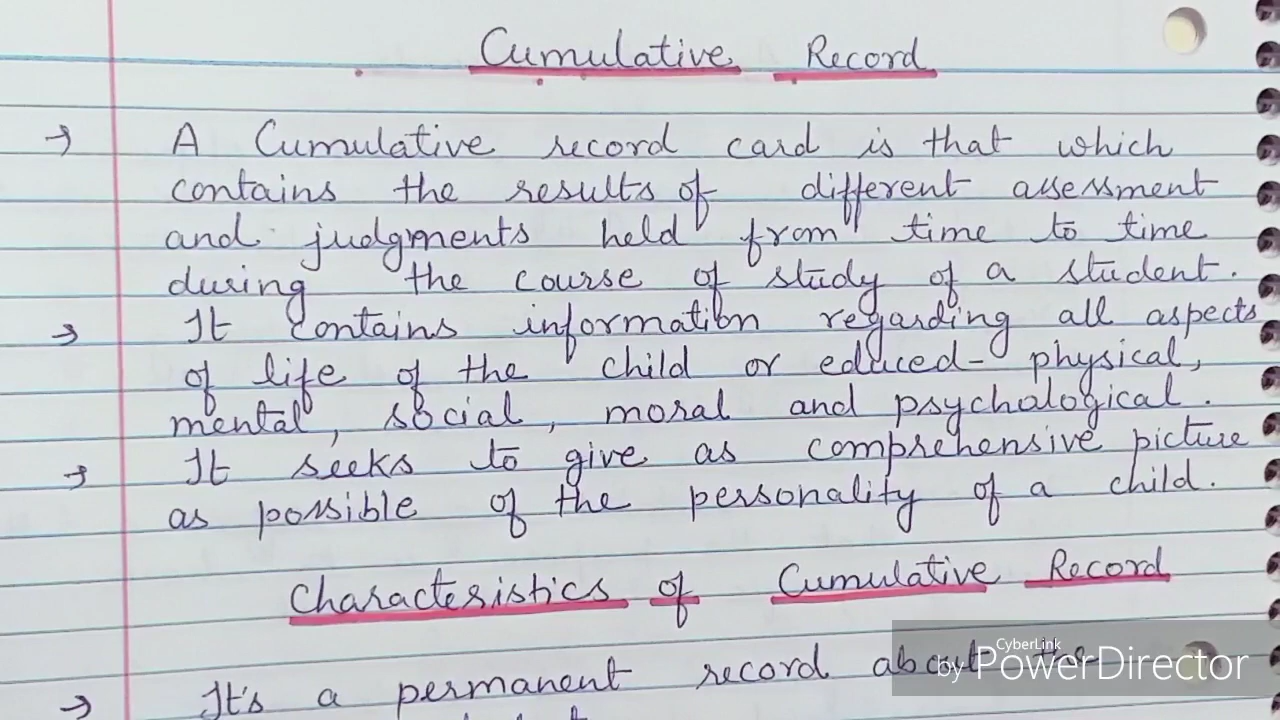 Cumulative Record
→ A Cumulative record card is that which
contains the results of different assessment
and judgments held from time to time
during the course of study of a student.
→ It contains information regarding all aspects
of life of the child or educed- physical,
mental, social, moral and psychological.
→ It seeks to give as comprehensive picture
as possible of the personality of a child.
Characteristics of Cumulative Record
→ It's a permanent record about the
CyberLink
by PowerDirector